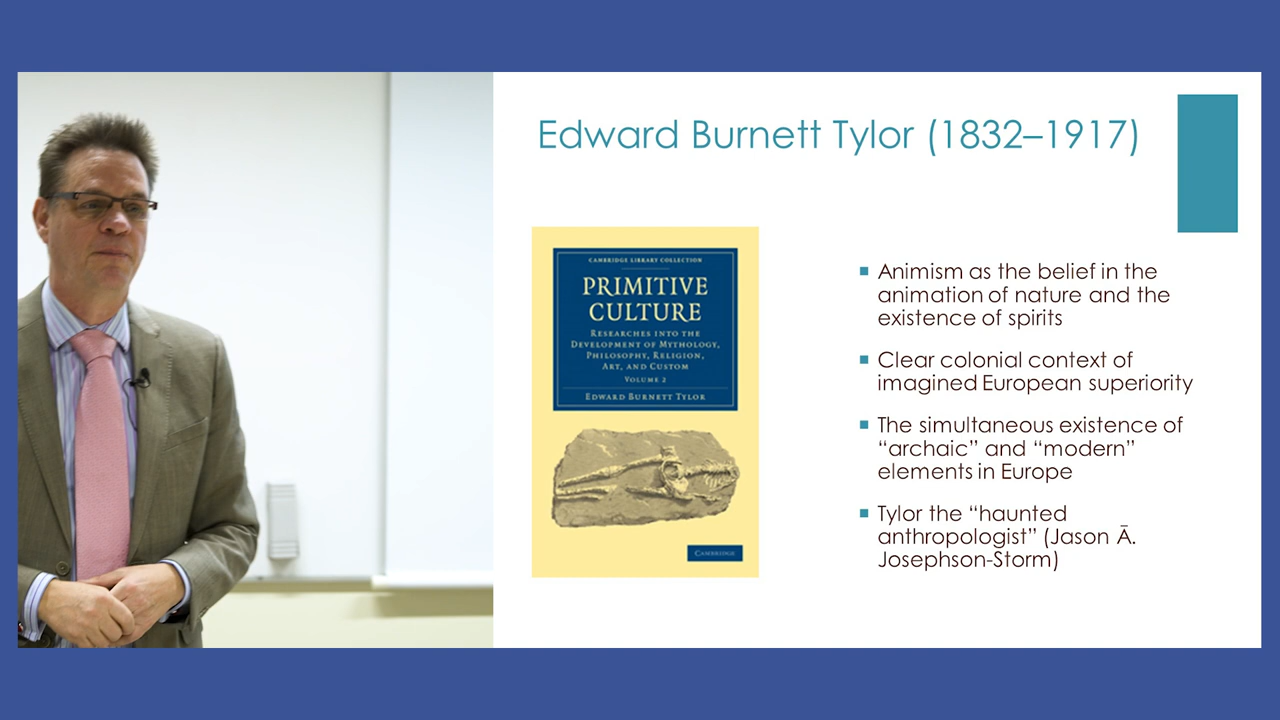 Edward Burnett Tylor (1832–1917)
CAMBRIDGE LIBRARY COLLECTION
PRIMITIVE
CULTURE
RESEARCHES INTO THE
DEVELOPMENT OF MYTHOLOGY,
PHILOSOPHY, RELIGION,
ART, AND CUSTOM
VOLUME 2
EDWARD BURNETT TYLOR
CAMBRIDGE
Animism as the belief in the
animation of nature and the
existence of spirits
Clear colonial context of
imagined European superiority
The simultaneous existence of
“archaic” and “modern”
elements in Europe
Tylor the “haunted
anthropologist” (Jason Ā.
Josephson-Storm)